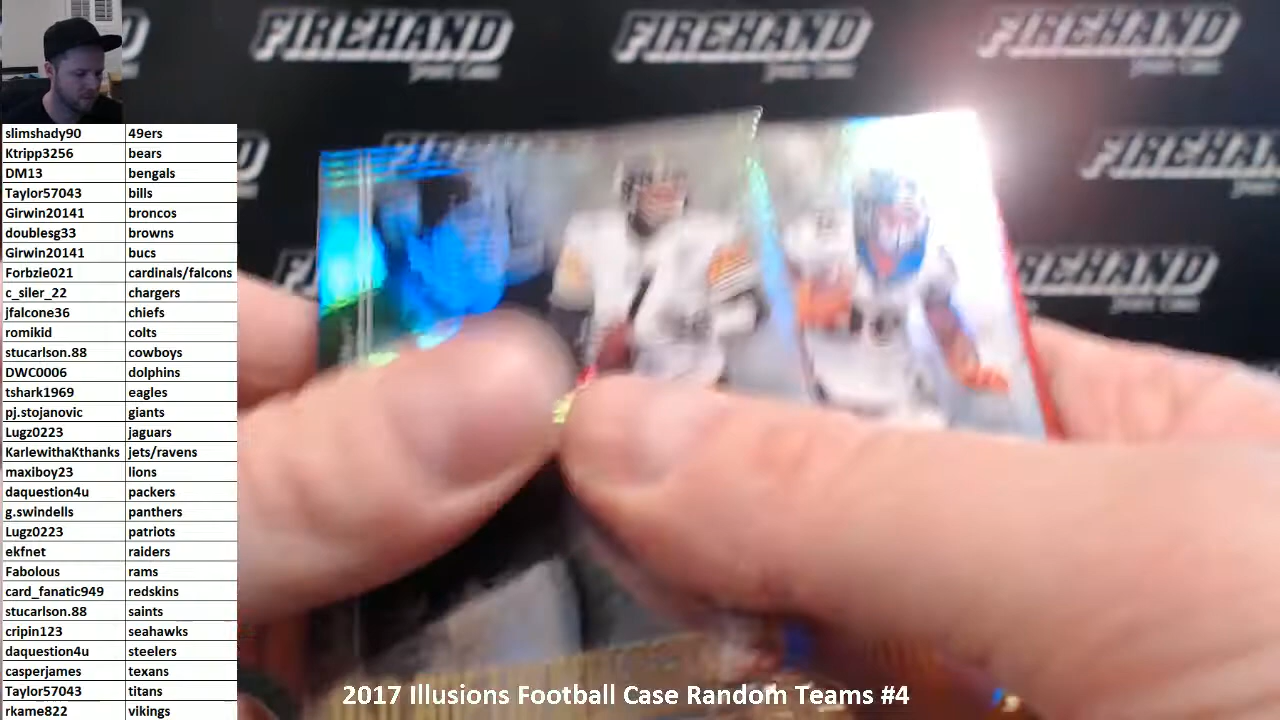 FIREHAND
FIREHAND
FIREHAND
FIREHAND
FIREHAND
slimshady90 49ers
Ktripp3256 bears
DM13 bengals
Taylor57043 bills
Girwin20141 broncos
doublesg33 browns
Girwin20141 bucs
Forbzie021 cardinals/falcons
c_siler_22 chargers
jfalcone36 chiefs
romikid colts
stucarlson.88 cowboys
DWC0006 dolphins
tshark1969 eagles
pj.stojanovic giants
Lugz0223 jaguars
KarlewithaKthanks jets/ravens
maxiboy23 lions
daquestion4u packers
g.swindells panthers
Lugz0223 patriots
ekfnet raiders
Fabolous rams
card_fanatic949 redskins
stucarlson.88 saints
cripin123 seahawks
daquestion4u steelers
casperjames texans
Taylor57043 titans
rkame822 vikings
7
2017 Illusions Football Case Random Teams #4